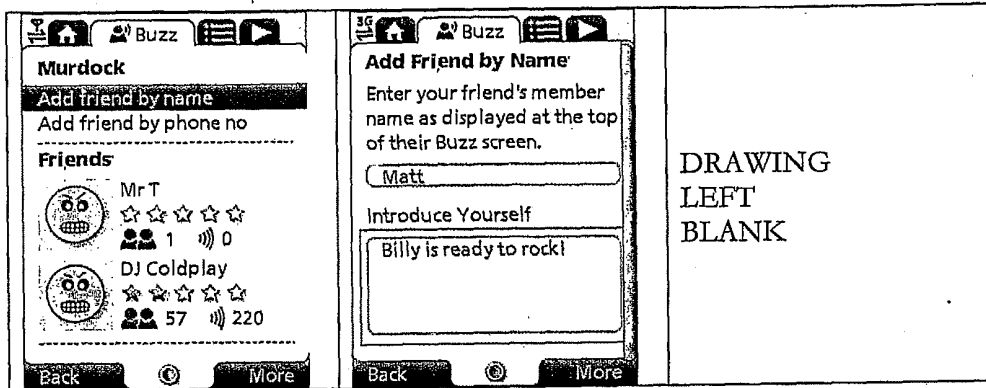 Buzz
Murdock
Add friend by name
Add friend by phone no
Friends
Mr T
1 0
DJ Coldplay
57 220
Back More
3G
Buzz
Add Friend by Name
Enter your friend's member
name as displayed at the top
of their Buzz screen.
Matt
Introduce Yourself
Billy is ready to rock!
Back More
DRAWING
LEFT
BLANK